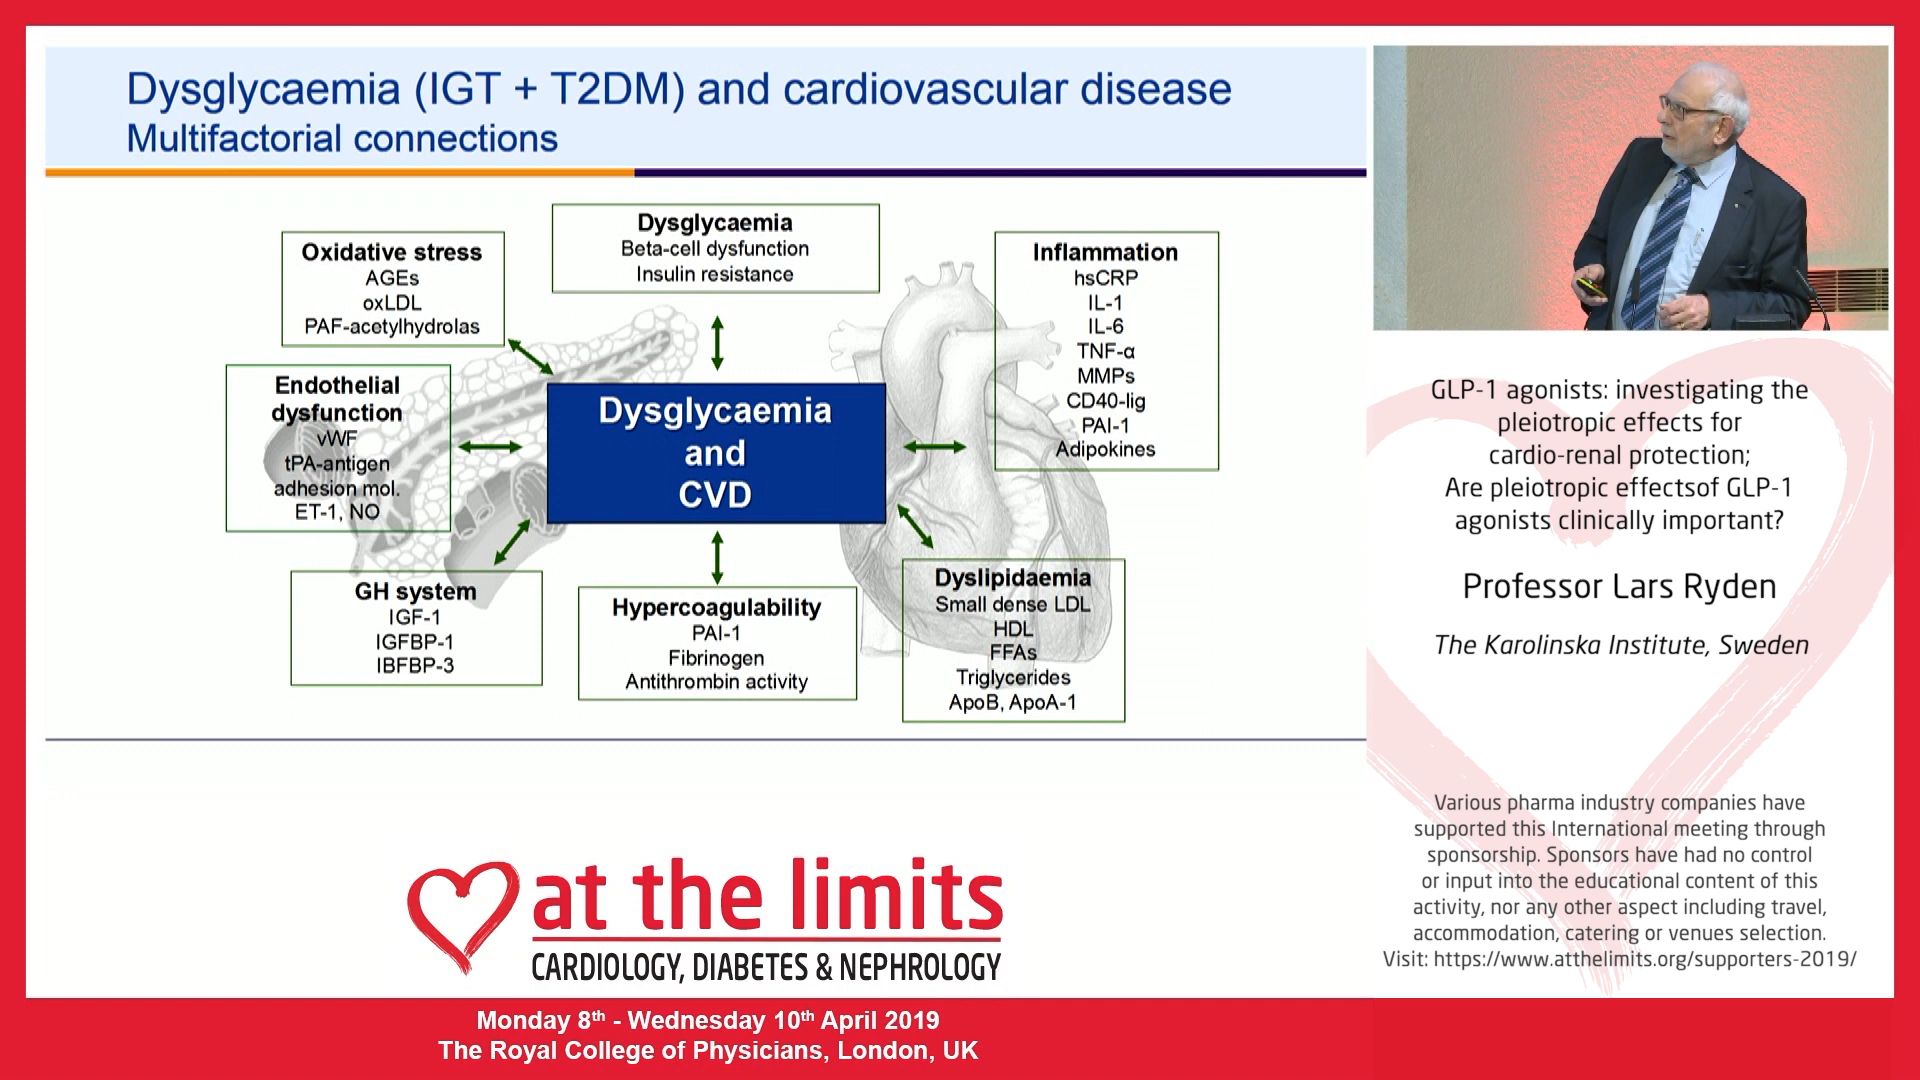 Dysglycaemia (IGT + T2DM) and cardiovascular disease
Multifactorial connections
Oxidative stress
AGEs
oxLDL
PAF-acetylhydrolas
Dysglycaemia
Beta-cell dysfunction
Insulin resistance
Inflammation
hsCRP
IL-1
IL-6
TNF-α
MMPs
CD40-lig
PAI-1
Adipokines
Endothelial
dysfunction
vWF
tPA-antigen
adhesion mol.
ET-1, NO
Dysglycaemia
and
CVD
GH system
IGF-1
IGFBP-1
IBFBP-3
Hypercoagulability
PAI-1
Fibrinogen
Antithrombin activity
Dyslipidaemia
Small dense LDL
HDL
FFAs
Triglycerides
ApoB, ApoA-1
GLP-1 agonists: investigating the
pleiotropic effects for
cardio-renal protection;
Are pleiotropic effectsof GLP-1
agonists clinically important?
Professor Lars Ryden
The Karolinska Institute, Sweden
Various pharma industry companies have
supported this International meeting through
sponsorship. Sponsors have had no control
or input into the educational content of this
activity, nor any other aspect including travel,
accommodation, catering or venues selection.
Visit: https://www.atthelimits.org/supporters-2019/
at the limits
CARDIOLOGY, DIABETES & NEPHROLOGY
Monday 8th - Wednesday 10th April 2019
The Royal College of Physicians, London, UK